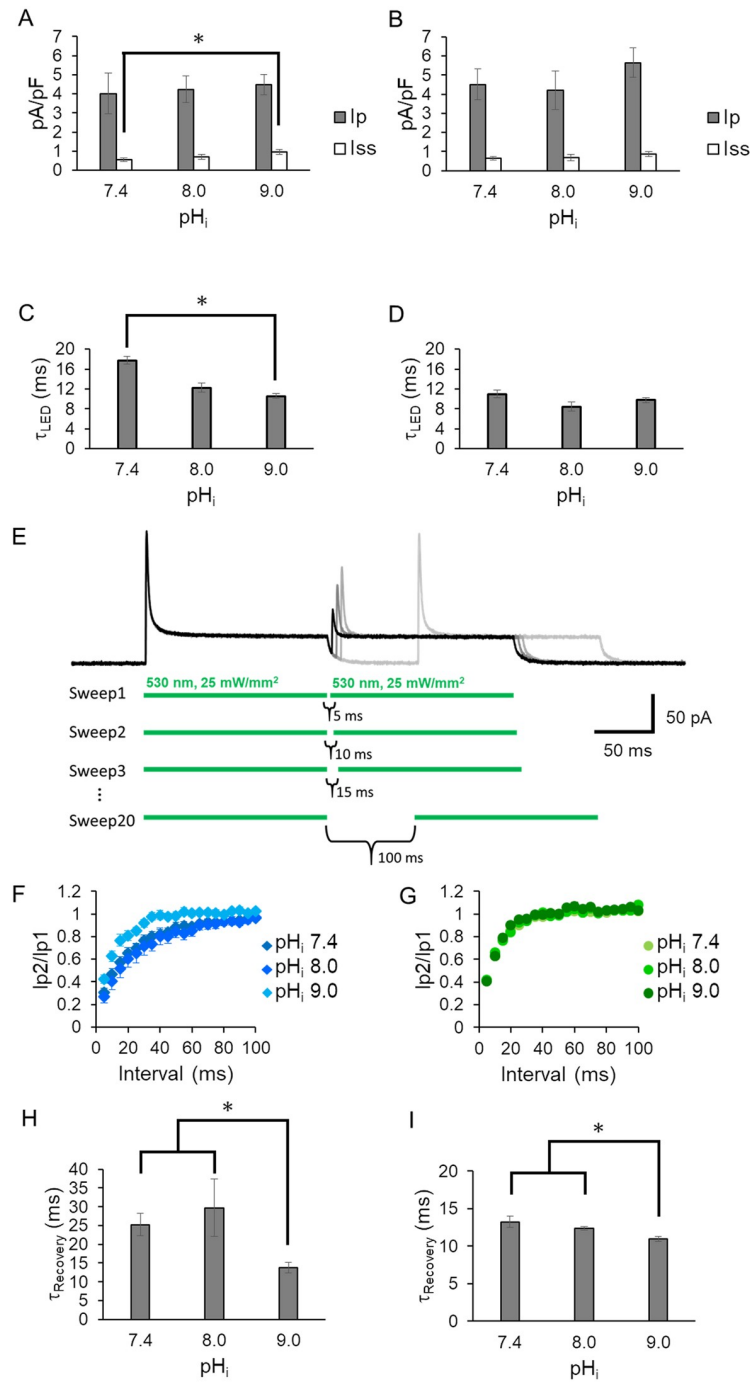 A
*
7
6
5
4
3
2
1
0
pA/pF
7.4 8.0 9.0
pHi
Ip
Iss
B
7
6
5
4
3
2
1
0
pA/pF
7.4 8.0 9.0
pHi
Ip
Iss
C
*
20
16
12
8
4
0
τLED (ms)
7.4 8.0 9.0
pHi
D
20
16
12
8
4
0
τLED (ms)
7.4 8.0 9.0
pHi
E
530 nm, 25 mW/mm² 530 nm, 25 mW/mm²
Sweep1
5 ms
Sweep2
10 ms
Sweep3
15 ms
⋮
Sweep20
100 ms
50 pA
50 ms
F
1.2
1
0.8
0.6
0.4
0.2
0
Ip2/Ip1
0 20 40 60 80 100
Interval (ms)
pHi 7.4
pHi 8.0
pHi 9.0
G
1.2
1
0.8
0.6
0.4
0.2
0
Ip2/Ip1
0 20 40 60 80 100
Interval (ms)
pHi 7.4
pHi 8.0
pHi 9.0
H
*
40
35
30
25
20
15
10
5
0
τRecovery (ms)
7.4 8.0 9.0
pHi
I
*
20
15
10
5
0
τRecovery (ms)
7.4 8.0 9.0
pHi